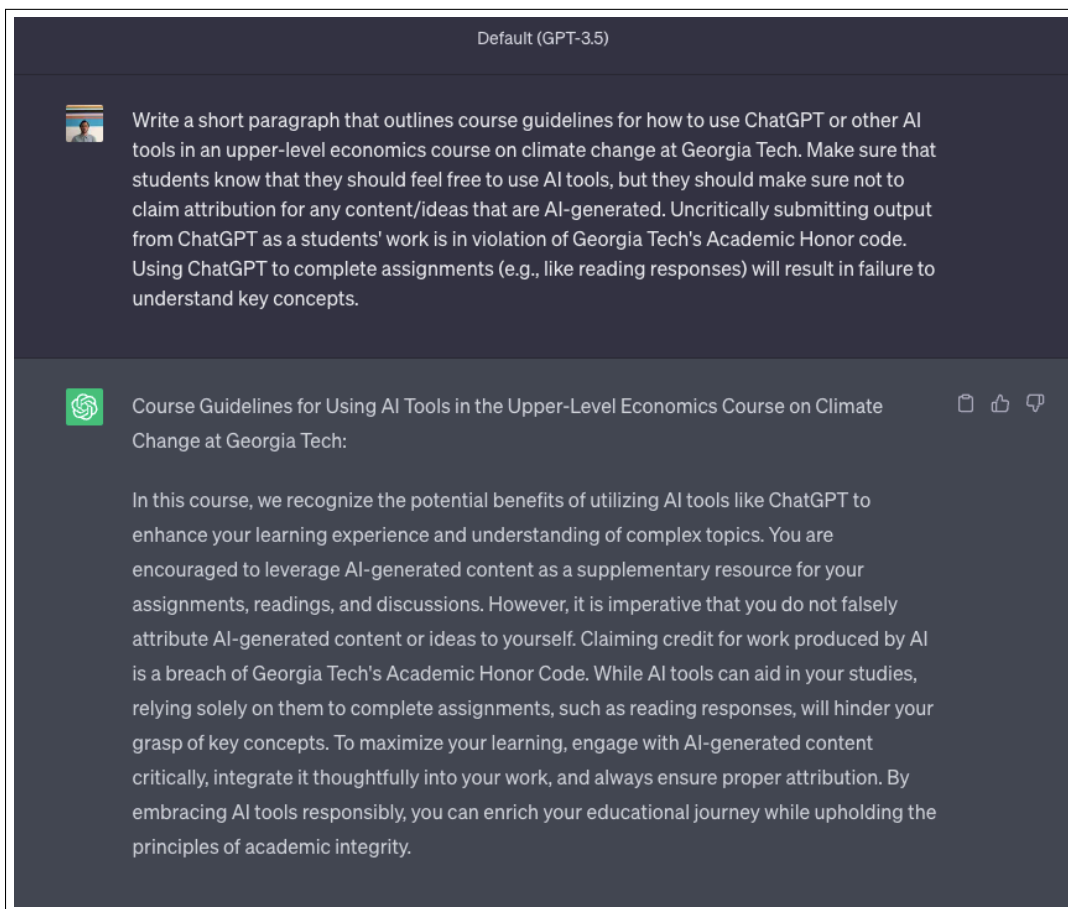 Default (GPT-3.5)
Write a short paragraph that outlines course guidelines for how to use ChatGPT or other AI
tools in an upper-level economics course on climate change at Georgia Tech. Make sure that
students know that they should feel free to use AI tools, but they should make sure not to
claim attribution for any content/ideas that are AI-generated. Uncritically submitting output
from ChatGPT as a students' work is in violation of Georgia Tech's Academic Honor code.
Using ChatGPT to complete assignments (e.g., like reading responses) will result in failure to
understand key concepts.
Course Guidelines for Using AI Tools in the Upper-Level Economics Course on Climate
Change at Georgia Tech:
In this course, we recognize the potential benefits of utilizing AI tools like ChatGPT to
enhance your learning experience and understanding of complex topics. You are
encouraged to leverage AI-generated content as a supplementary resource for your
assignments, readings, and discussions. However, it is imperative that you do not falsely
attribute AI-generated content or ideas to yourself. Claiming credit for work produced by AI
is a breach of Georgia Tech's Academic Honor Code. While AI tools can aid in your studies,
relying solely on them to complete assignments, such as reading responses, will hinder your
grasp of key concepts. To maximize your learning, engage with AI-generated content
critically, integrate it thoughtfully into your work, and always ensure proper attribution. By
embracing AI tools responsibly, you can enrich your educational journey while upholding the
principles of academic integrity.